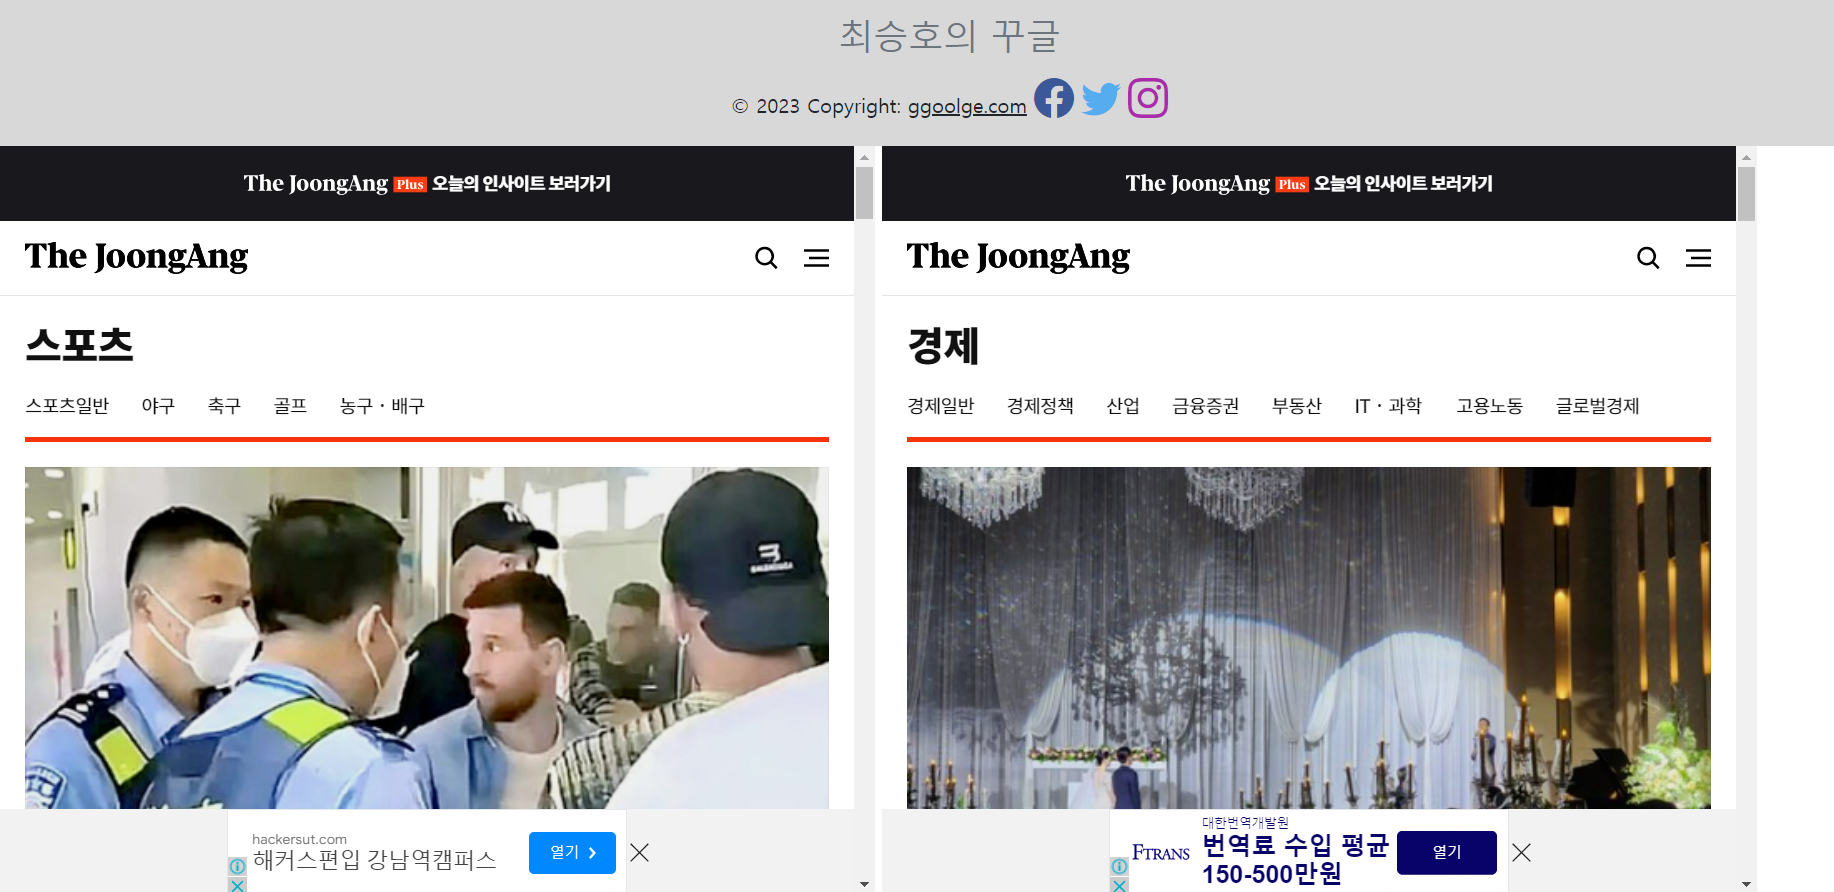 최승호의 꾸글
© 2023 Copyright: ggoolge.com
The JoongAng Plus 오늘의 인사이트 보러가기
The JoongAng
스포츠
스포츠일반 야구 축구 골프 농구 · 배구
hackersut.com
해커스편입 강남역캠퍼스
열기
The JoongAng Plus 오늘의 인사이트 보러가기
The JoongAng
경제
경제일반 경제정책 산업 금융증권 부동산 IT · 과학 고용노동 글로벌경제
FTRANS
대한번역개발원
번역료 수입 평균
150-500만원
열기